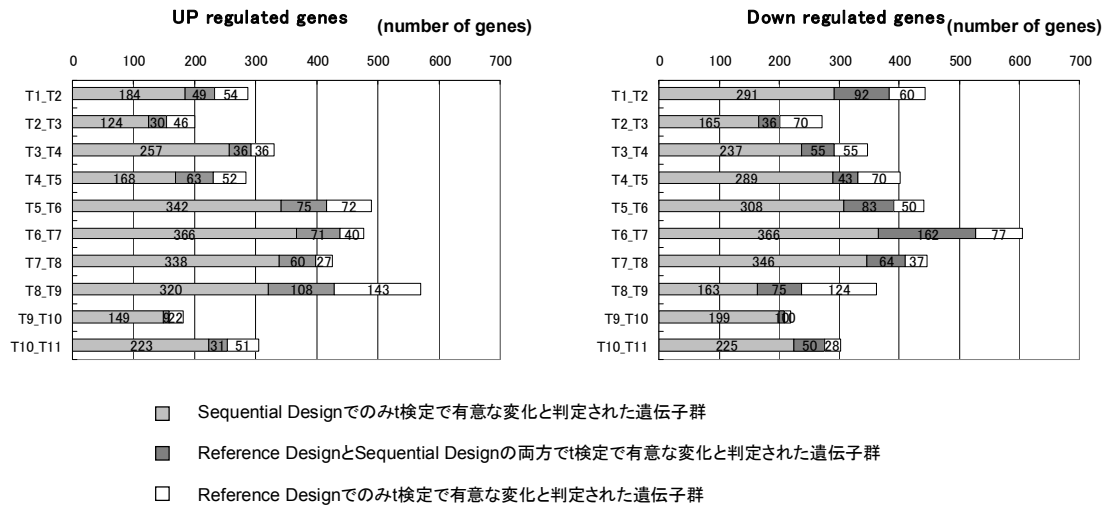 UP regulated genes
(number of genes)
0 100 200 300 400 500 600 700
T1_T2 184 49 54
T2_T3 124 30 46
T3_T4 257 36 36
T4_T5 168 63 52
T5_T6 342 75 72
T6_T7 366 71 40
T7_T8 338 60 27
T8_T9 320 108 143
T9_T10 149 22
T10_T11 223 31 51
Down regulated genes
(number of genes)
0 100 200 300 400 500 600 700
T1_T2 291 92 60
T2_T3 165 36 70
T3_T4 237 55 55
T4_T5 289 43 70
T5_T6 308 83 50
T6_T7 366 162 77
T7_T8 346 64 37
T8_T9 163 75 124
T9_T10 199 10
T10_T11 225 50 28
Sequential Designでのみt検定で有意な変化と判定された遺伝子群
Reference DesignとSequential Designの両方でt検定で有意な変化と判定された遺伝子群
Reference Designでのみt検定で有意な変化と判定された遺伝子群